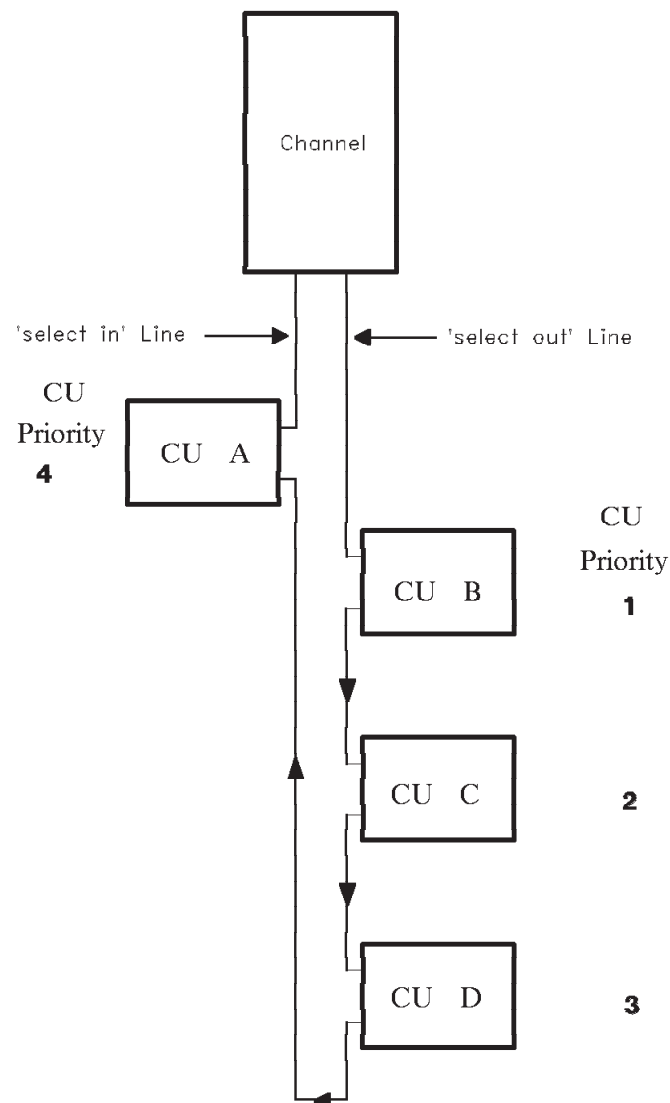 Channel
'select in' Line
'select out' Line
CU
Priority
4
CU A
CU
Priority
1
CU B
CU C
2
CU D
3